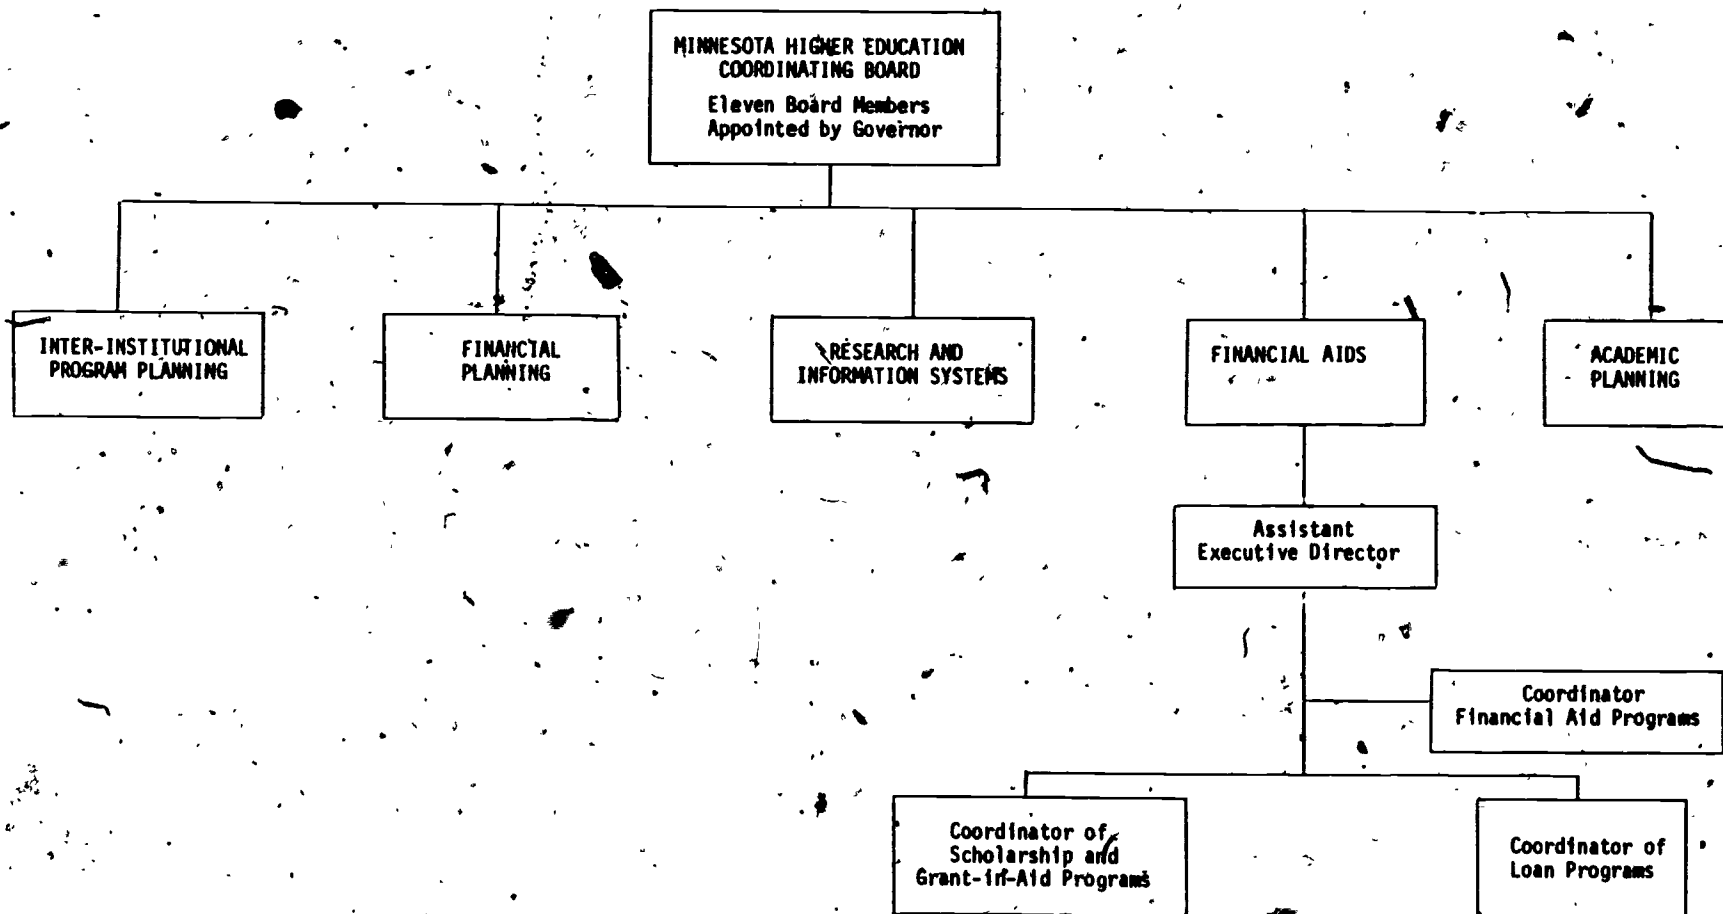 MINNESOTA HIGHER EDUCATION
COORDINATING BOARD
Eleven Board Members
Appointed by Governor
INTER-INSTITUTIONAL
PROGRAM PLANNING
FINANCIAL
PLANNING
RESEARCH AND
INFORMATION SYSTEMS
FINANCIAL AIDS
ACADEMIC
PLANNING
Assistant
Executive Director
Coordinator
Financial Aid Programs
Coordinator of
Scholarship and
Grant-in-Aid Programs
Coordinator of
Loan Programs